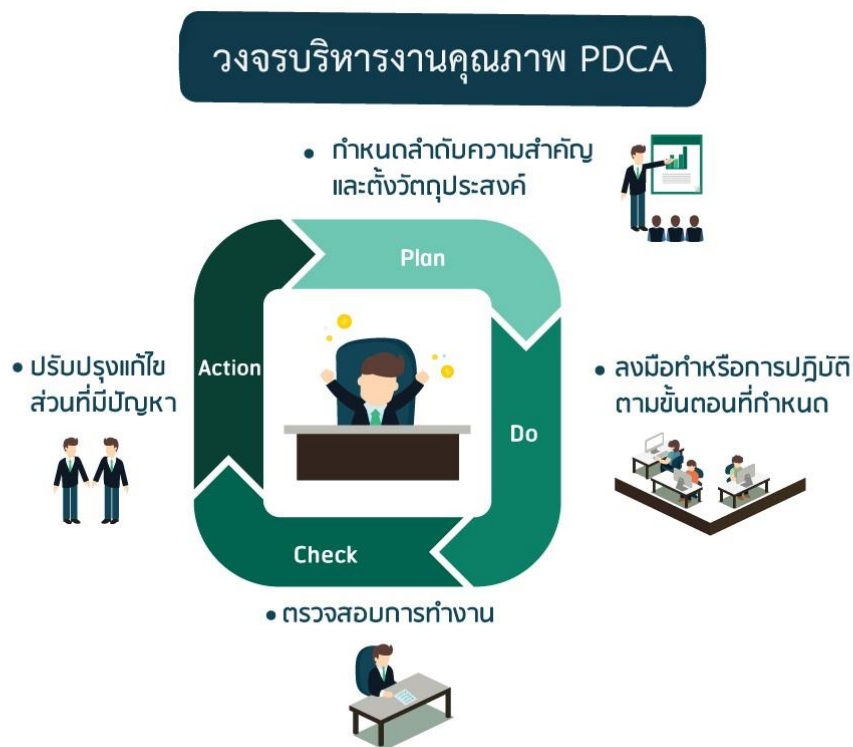 วงจรบริหารงานคุณภาพ PDCA
• กำหนดลำดับความสำคัญ
และตั้งวัตถุประสงค์
Plan
• ปรับปรุงแก้ไข
ส่วนที่มีปัญหา
Action
• ลงมือทำหรือการปฎิบัติ
ตามขั้นตอนที่กำหนด
Do
Check
• ตรวจสอบการทำงาน